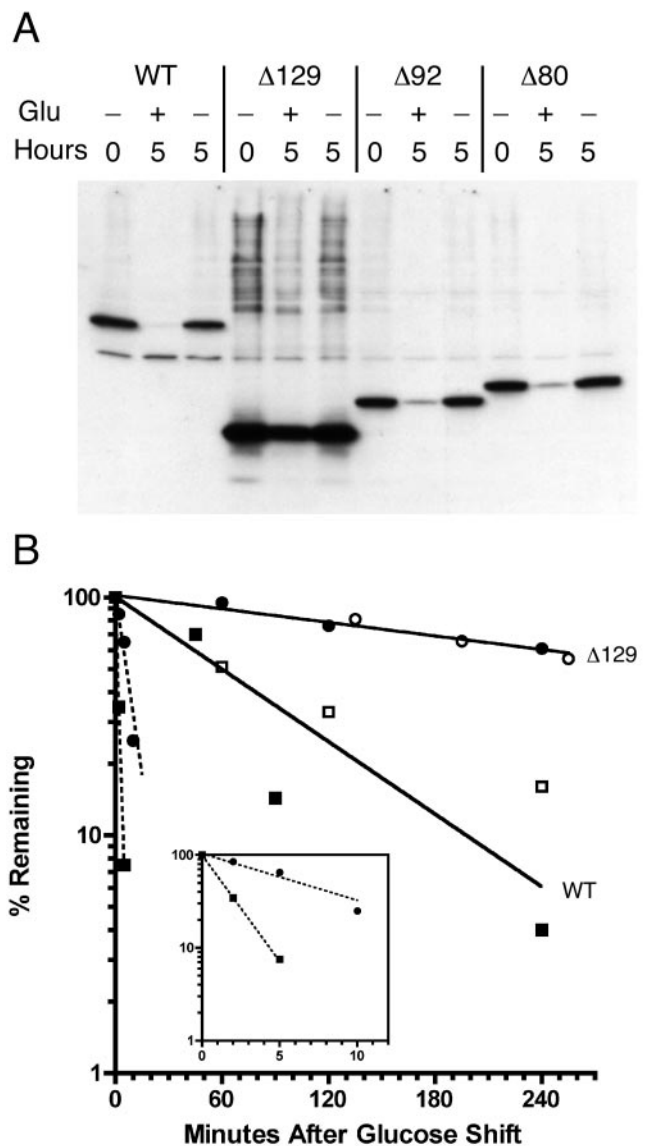 A
WT Δ129 Δ92 Δ80
Glu − + − − + − − + − − + −
Hours 0 5 5 0 5 5 0 5 5 0 5 5
B
100
Δ129
% Remaining
10
100
WT
10
1
0 5 10
1
0 60 120 180 240
Minutes After Glucose Shift